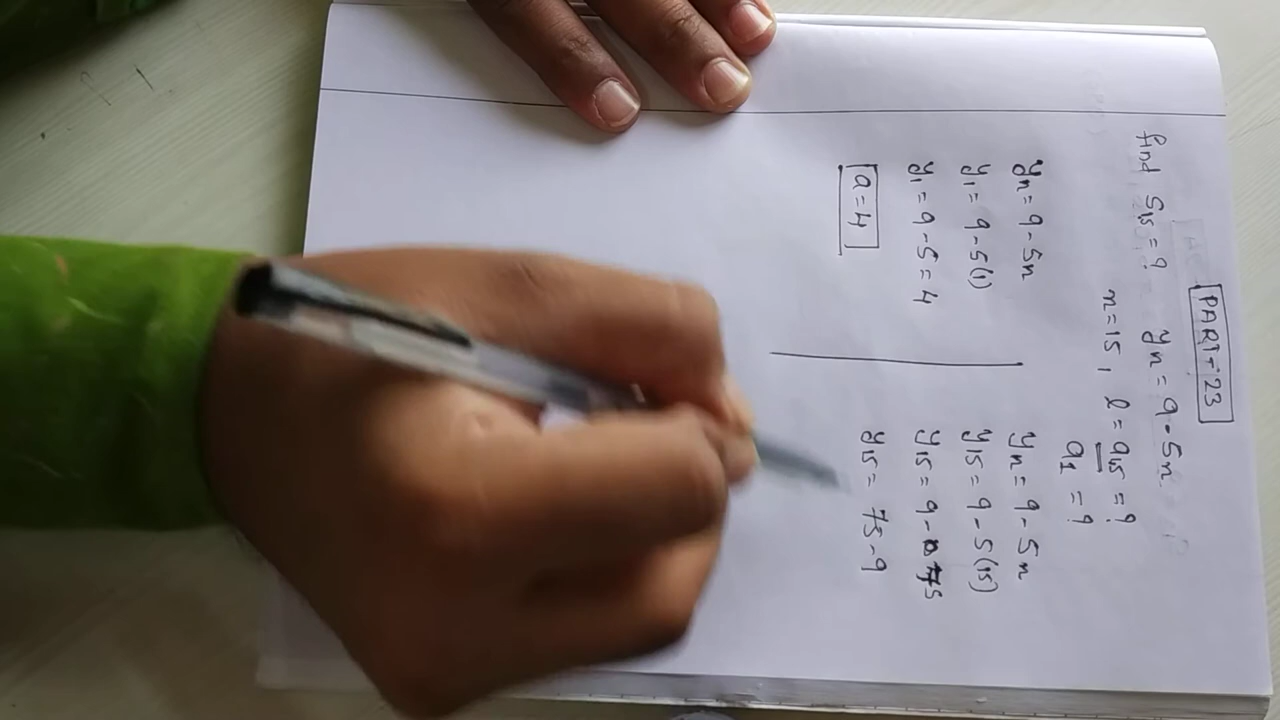 PART-23
find S15 = ? yn = 9-5n
n = 15, l = a15 = ?
a1 = ?
yn = 9-5n
y1 = 9-5(1)
y1 = 9-5 = 4
a = 4
yn = 9-5n
y15 = 9-5(15)
y15 = 9-75
y15 = 75-9